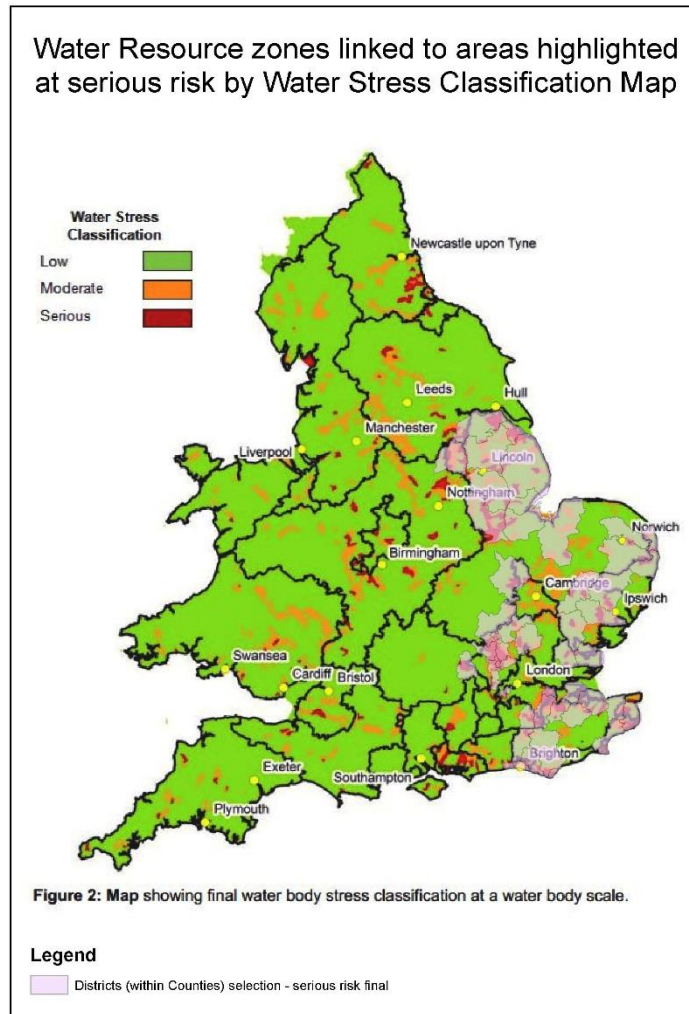 Water Resource zones linked to areas highlighted
at serious risk by Water Stress Classification Map
Water Stress
Classification
Low
Moderate
Serious
Newcastle upon Tyne
Leeds
Hull
Manchester
Liverpool
Lincoln
Nottingham
Norwich
Birmingham
Cambridge
Ipswich
Swansea
Cardiff
Bristol
London
Brighton
Southampton
Exeter
Plymouth
Figure 2: Map showing final water body stress classification at a water body scale.
Legend
Districts (within Counties) selection - serious risk final